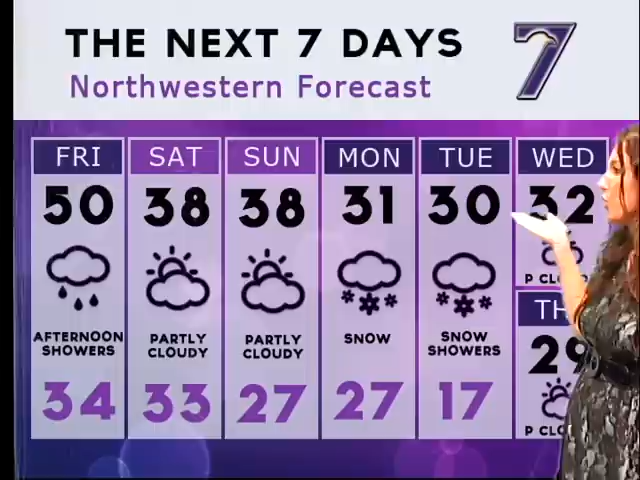 THE NEXT 7 DAYS
Northwestern Forecast
7
FRI
50
AFTERNOON
SHOWERS
34
SAT
38
PARTLY
CLOUDY
33
SUN
38
PARTLY
CLOUDY
27
MON
31
SNOW
27
TUE
30
SNOW
SHOWERS
17
WED
32
P CLO
TH
29
P CLO